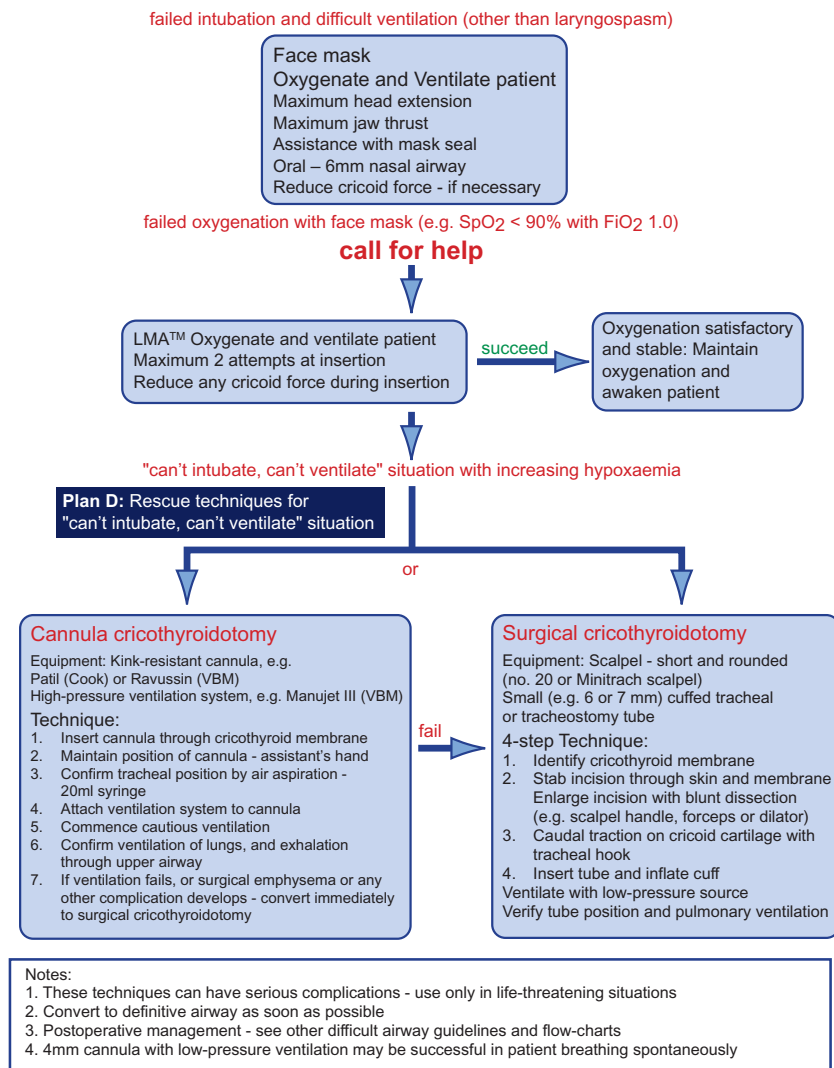 failed intubation and difficult ventilation (other than laryngospasm)
Face mask
Oxygenate and Ventilate patient
Maximum head extension
Maximum jaw thrust
Assistance with mask seal
Oral – 6mm nasal airway
Reduce cricoid force - if necessary
failed oxygenation with face mask (e.g. SpO2 < 90% with FiO2 1.0)
call for help
LMA™ Oxygenate and ventilate patient
Maximum 2 attempts at insertion
Reduce any cricoid force during insertion
succeed
Oxygenation satisfactory
and stable: Maintain
oxygenation and
awaken patient
"can't intubate, can't ventilate" situation with increasing hypoxaemia
Plan D: Rescue techniques for
"can't intubate, can't ventilate" situation
or
Cannula cricothyroidotomy
Equipment: Kink-resistant cannula, e.g.
Patil (Cook) or Ravussin (VBM)
High-pressure ventilation system, e.g. Manujet III (VBM)
Technique:
1. Insert cannula through cricothyroid membrane
2. Maintain position of cannula - assistant's hand
3. Confirm tracheal position by air aspiration -
20ml syringe
4. Attach ventilation system to cannula
5. Commence cautious ventilation
6. Confirm ventilation of lungs, and exhalation
through upper airway
7. If ventilation fails, or surgical emphysema or any
other complication develops - convert immediately
to surgical cricothyroidotomy
fail
Surgical cricothyroidotomy
Equipment: Scalpel - short and rounded
(no. 20 or Minitrach scalpel)
Small (e.g. 6 or 7 mm) cuffed tracheal
or tracheostomy tube
4-step Technique:
1. Identify cricothyroid membrane
2. Stab incision through skin and membrane
Enlarge incision with blunt dissection
(e.g. scalpel handle, forceps or dilator)
3. Caudal traction on cricoid cartilage with
tracheal hook
4. Insert tube and inflate cuff
Ventilate with low-pressure source
Verify tube position and pulmonary ventilation
Notes:
1. These techniques can have serious complications - use only in life-threatening situations
2. Convert to definitive airway as soon as possible
3. Postoperative management - see other difficult airway guidelines and flow-charts
4. 4mm cannula with low-pressure ventilation may be successful in patient breathing spontaneously